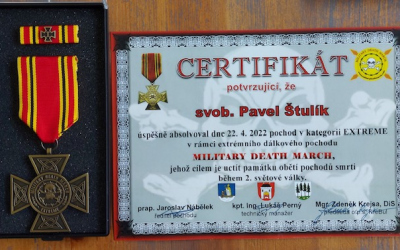 CERTIFIKÁT
potvrzující, že
svob. Pavel Štulík
úspěšně absolvoval dne 22. 4. 2022 pochod v kategorii EXTREME
v rámci extrémního dálkového pochodu
MILITARY DEATH MARCH,
jehož cílem je uctít památku obětí pochodů smrti
během 2. světové války.
prap. Jaroslav Nábělek
kpt. Ing. Lukáš Perný
Mgr. Zdeněk Krejsa, DiS
ředitel pochodu
technický manažer